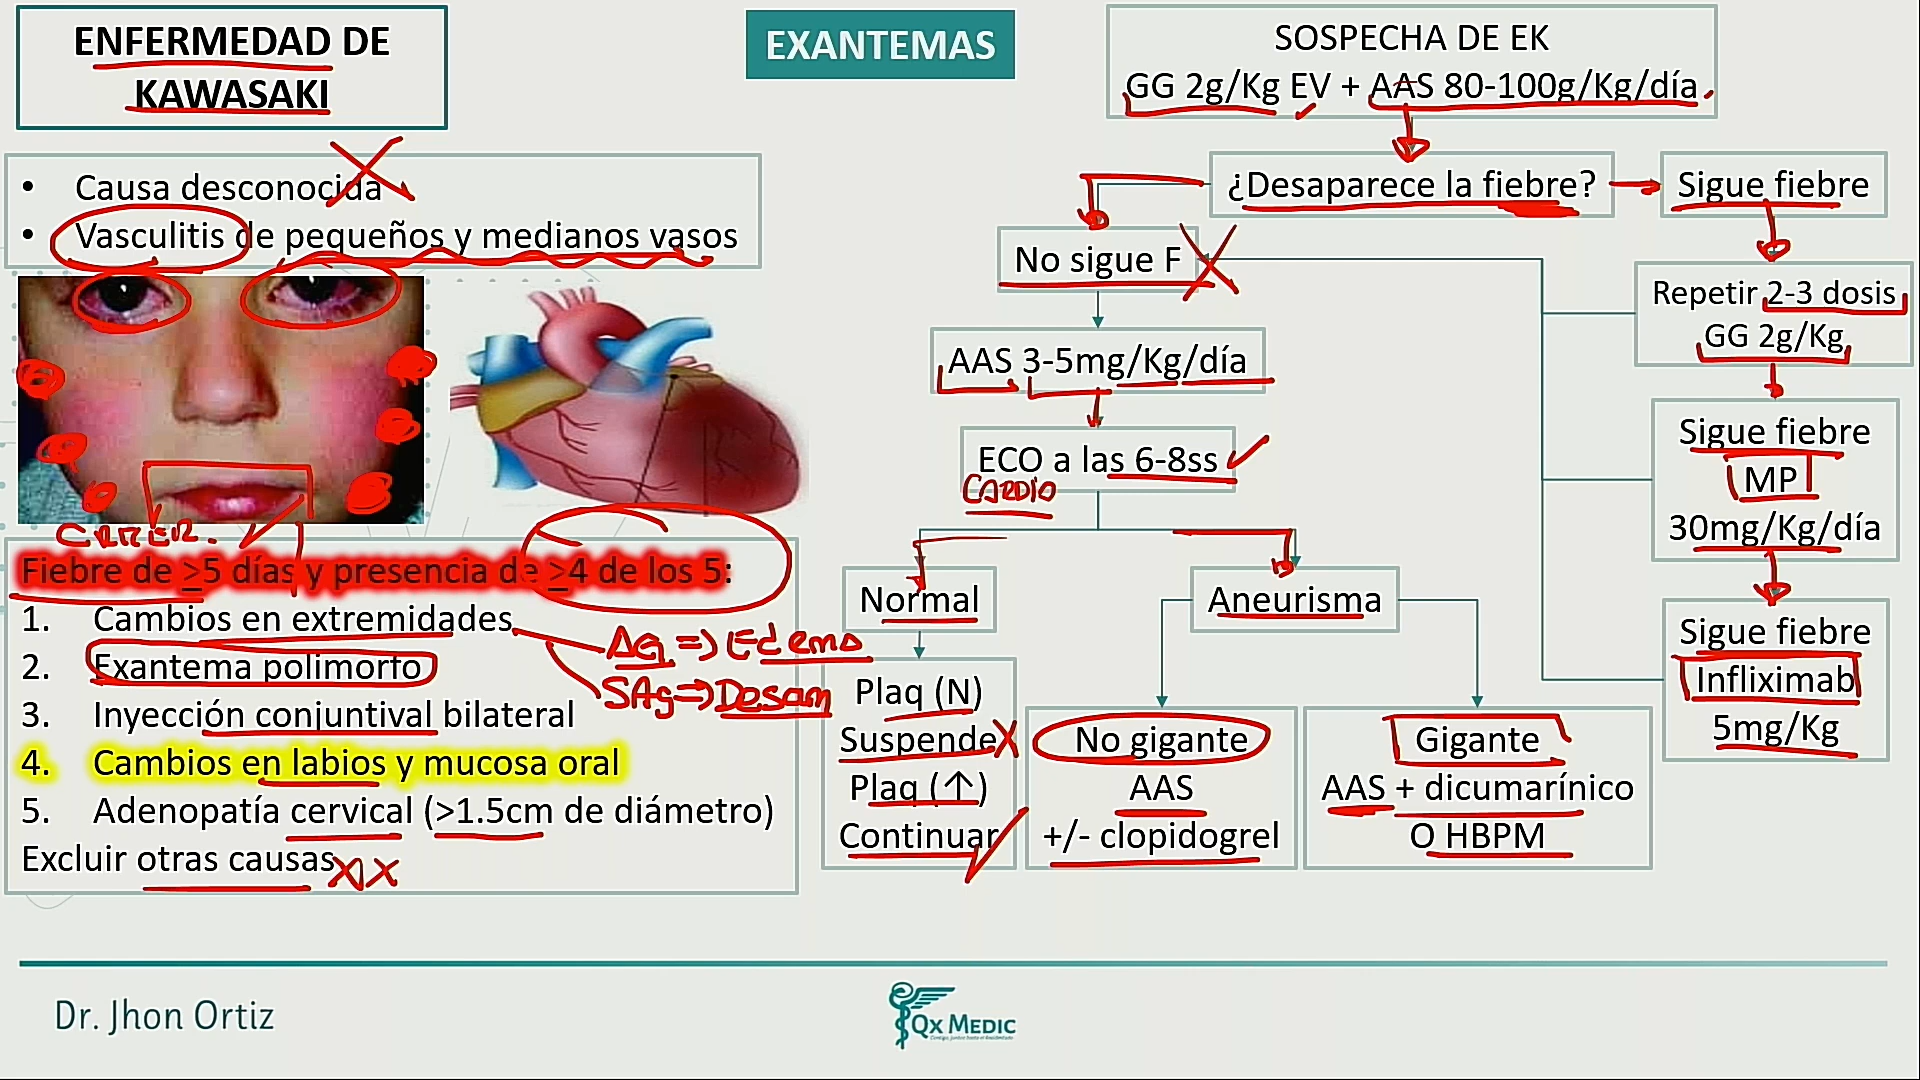 ENFERMEDAD DE
KAWASAKI
EXANTEMAS
SOSPECHA DE EK
GG 2g/Kg EV + AAS 80-100g/Kg/día
• Causa desconocida
• Vasculitis de pequeños y medianos vasos
¿Desaparece la fiebre?
Sigue fiebre
No sigue F
Repetir 2-3 dosis
GG 2g/Kg
AAS 3-5mg/Kg/día
Sigue fiebre
MP
30mg/Kg/día
ECO a las 6-8ss
CARDIO
Fiebre de >5 días y presencia de >4 de los 5:
1. Cambios en extremidades
2. Exantema polimorfo
3. Inyección conjuntival bilateral
4. Cambios en labios y mucosa oral
5. Adenopatía cervical (>1.5cm de diámetro)
Excluir otras causas
AG => Edema
SAg => Desam
Normal
Aneurisma
Sigue fiebre
Infliximab
5mg/Kg
Plaq (N)
Suspende
Plaq (↑)
Continuar
No gigante
AAS
+/- clopidogrel
Gigante
AAS + dicumarínico
O HBPM
Dr. Jhon Ortiz
QX MEDIC